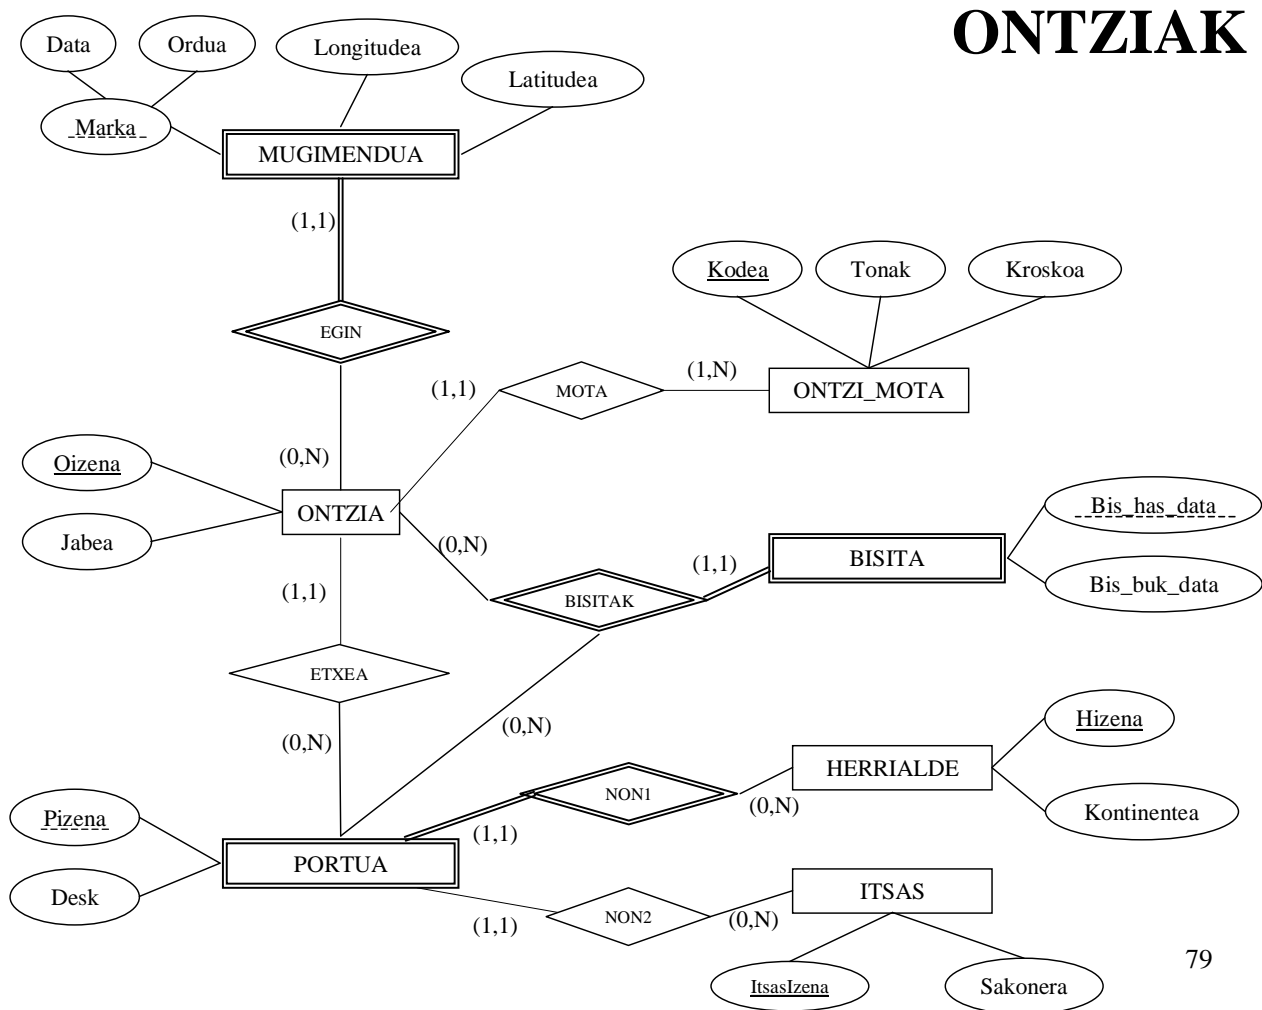 ONTZIAK
Data
Ordua
Longitudea
Latitudea
Marka
MUGIMENDUA
(1,1)
Kodea
Tonak
Kroskoa
EGIN
(1,1)
MOTA
(1,N)
ONTZI_MOTA
Oizena
(0,N)
Bis_has_data
ONTZIA
Jabea
(0,N)
(1,1)
BISITA
Bis_buk_data
(1,1)
BISITAK
ETXEA
Hizena
(0,N)
(0,N)
HERRIALDE
NON1
(0,N)
Kontinentea
Pizena
(1,1)
PORTUA
Desk
ITSAS
(1,1)
NON2
(0,N)
79
ItsasIzena
Sakonera